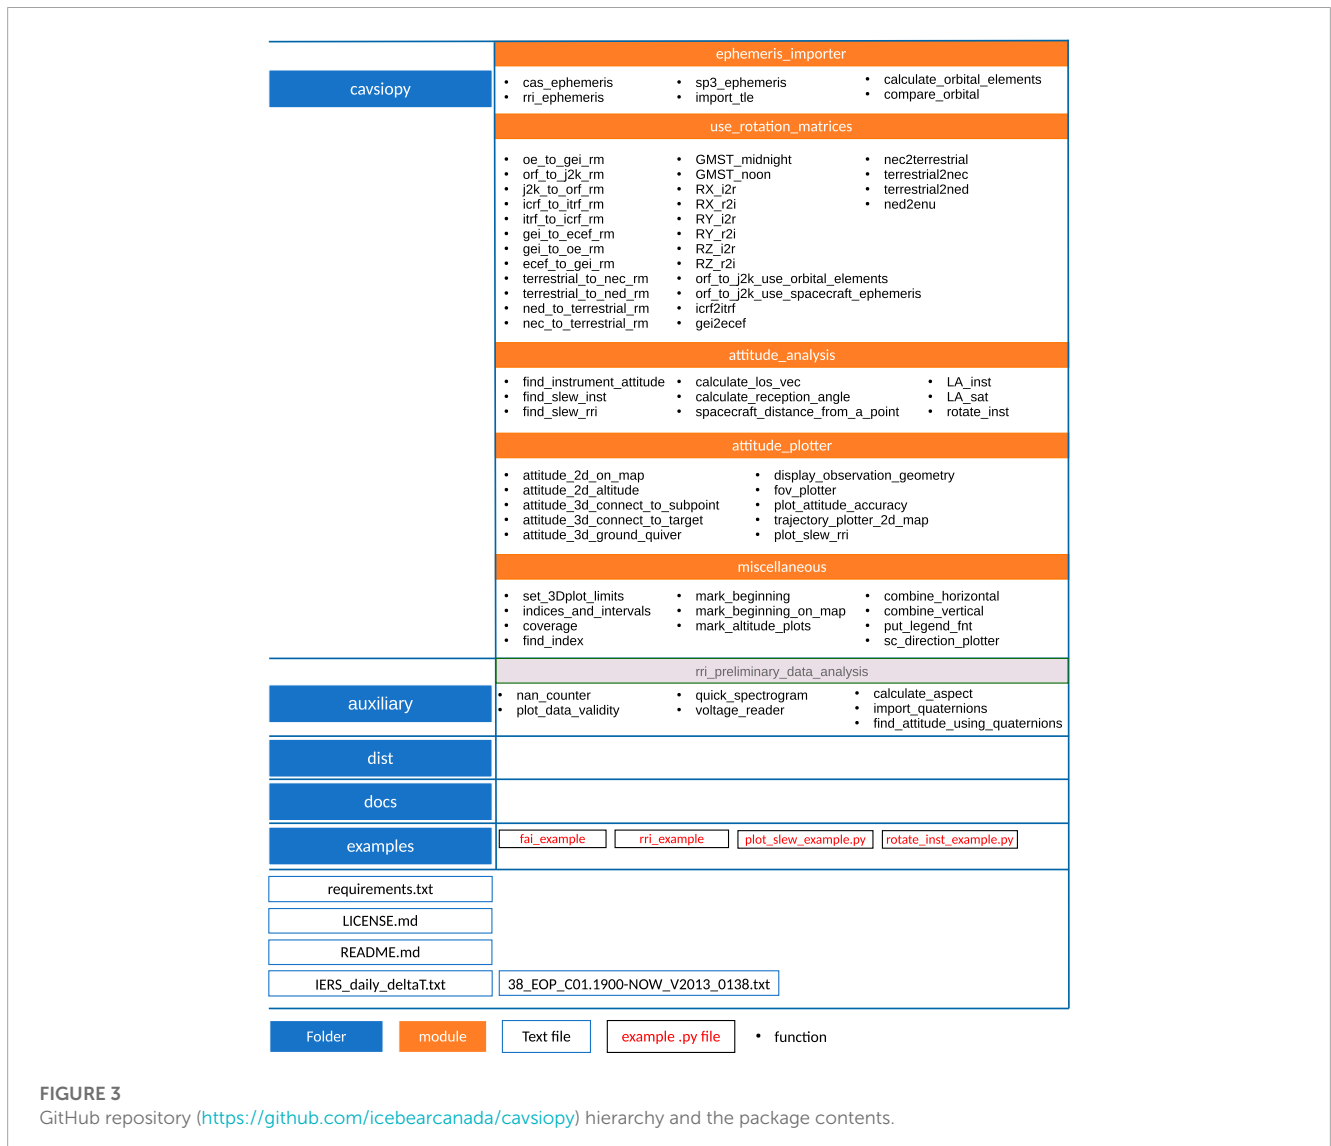 ephemeris_importer
cavsiopy
• cas_ephemeris
• rri_ephemeris
• sp3_ephemeris
• import_tle
• calculate_orbital_elements
• compare_orbital
use_rotation_matrices
• oe_to_gei_rm
• orf_to_j2k_rm
• j2k_to_orf_rm
• icrf_to_itrf_rm
• itrf_to_icrf_rm
• gei_to_ecef_rm
• gei_to_oe_rm
• ecef_to_gei_rm
• terrestrial_to_nec_rm
• terrestrial_to_ned_rm
• ned_to_terrestrial_rm
• nec_to_terrestrial_rm
• GMST_midnight
• GMST_noon
• RX_i2r
• RX_r2i
• RY_i2r
• RY_r2i
• RZ_i2r
• RZ_r2i
• orf_to_j2k_use_orbital_elements
• orf_to_j2k_use_spacecraft_ephemeris
• icrf2itrf
• gei2ecef
• nec2terrestrial
• terrestrial2nec
• terrestrial2ned
• ned2enu
attitude_analysis
• find_instrument_attitude
• find_slew_inst
• find_slew_rri
• calculate_los_vec
• calculate_reception_angle
• spacecraft_distance_from_a_point
• LA_inst
• LA_sat
• rotate_inst
attitude_plotter
• attitude_2d_on_map
• attitude_2d_altitude
• attitude_3d_connect_to_subpoint
• attitude_3d_connect_to_target
• attitude_3d_ground_quiver
• display_observation_geometry
• fov_plotter
• plot_attitude_accuracy
• trajectory_plotter_2d_map
• plot_slew_rri
miscellaneous
• set_3Dplot_limits
• indices_and_intervals
• coverage
• find_index
• mark_beginning
• mark_beginning_on_map
• mark_altitude_plots
• combine_horizontal
• combine_vertical
• put_legend_fnt
• sc_direction_plotter
rri_preliminary_data_analysis
auxiliary
• nan_counter
• plot_data_validity
• quick_spectrogram
• voltage_reader
• calculate_aspect
• import_quaternions
• find_attitude_using_quaternions
dist
docs
examples
fai_example
rri_example
plot_slew_example.py
rotate_inst_example.py
requirements.txt
LICENSE.md
README.md
IERS_daily_deltaT.txt
38_EOP_C01.1900-NOW_V2013_0138.txt
Folder
module
Text file
example .py file
• function
FIGURE 3
GitHub repository (https://github.com/icebearcanada/cavsiopy) hierarchy and the package contents.